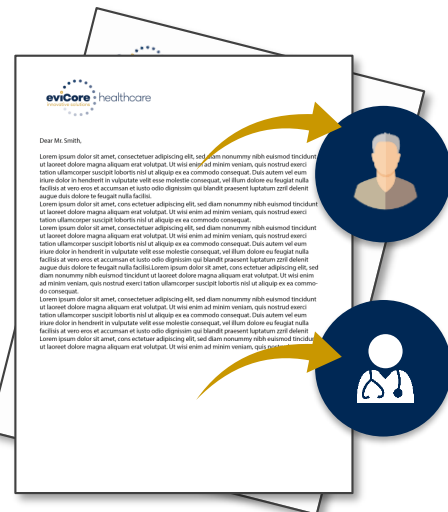 eviCore healthcare
innovative solutions
Dear Mr. Smith,
Lorem ipsum dolor sit amet, consectetuer adipiscing elit, sed diam nonummy nibh euismod tincidunt
ut laoreet dolore magna aliquam erat volutpat. Ut wisi enim ad minim veniam, quis nostrud exerci
tation ullamcorper suscipit lobortis nisl ut aliquip ex ea commodo consequat. Duis autem vel eum
iriure dolor in hendrerit in vulputate velit esse molestie consequat, vel illum dolore eu feugiat nulla
facilisis at vero eros et accumsan et iusto odio dignissim qui blandit praesent luptatum zzril delenit
augue duis dolore te feugait nulla facilisi.
Lorem ipsum dolor sit amet, cons ectetuer adipiscing elit, sed diam nonummy nibh euismod tincidunt
ut laoreet dolore magna aliquam erat volutpat. Ut wisi enim ad minim veniam, quis nostrud exerci
tation ullamcorper suscipit lobortis nisl ut aliquip ex ea commodo consequat.
Lorem ipsum dolor sit amet, consectetuer adipiscing elit, sed diam nonummy nibh euismod tincidunt
ut laoreet dolore magna aliquam erat volutpat. Ut wisi enim ad minim veniam, quis nostrud exerci
tation ullamcorper suscipit lobortis nisl ut aliquip ex ea commodo consequat. Duis autem vel eum
iriure dolor in hendrerit in vulputate velit esse molestie consequat, vel illum dolore eu feugiat nulla
facilisis at vero eros et accumsan et iusto odio dignissim qui blandit praesent luptatum zzril delenit
augue duis dolore te feugait nulla facilisi.Lorem ipsum dolor sit amet, cons ectetuer adipiscing elit, sed
diam nonummy nibh euismod tincidunt ut laoreet dolore magna aliquam erat volutpat. Ut wisi enim
ad minim veniam, quis nostrud exerci tation ullamcorper suscipit lobortis nisl ut aliquip ex ea commo-
do consequat.
Lorem ipsum dolor sit amet, consectetuer adipiscing elit, sed diam nonummy nibh euismod tincidunt
ut laoreet dolore magna aliquam erat volutpat. Ut wisi enim ad minim veniam, quis nostrud exerci
tation ullamcorper suscipit lobortis nisl ut aliquip ex ea commodo consequat. Duis autem vel eum
iriure dolor in hendrerit in vulputate velit esse molestie consequat, vel illum dolore eu feugiat nulla
facilisis at vero eros et accumsan et iusto odio dignissim qui blandit praesent luptatum zzril delenit
Lorem ipsum dolor sit amet, cons ectetuer adipiscing elit, sed diam nonummy nibh euismod tincidunt
ut laoreet dolore magna aliquam erat volutpat. Ut wisi enim ad minim veniam, quis